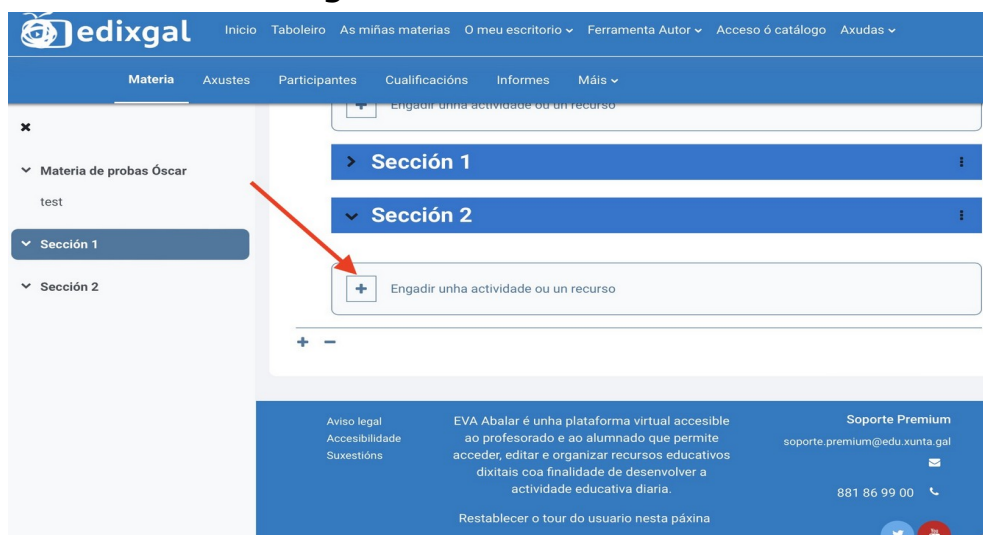 edixgal
Inicio Taboleiro As miñas materias O meu escritorio Ferramenta Autor Acceso ó catálogo Axudas
Materia Axustes Participantes Cualificacións Informes Máis
Engadir unha actividade ou un recurso
Materia de probas Óscar
test
Sección 1
Sección 2
Sección 1
Sección 2
Engadir unha actividade ou un recurso
Aviso legal
Accesibilidade
Suxestións
EVA Abalar é unha plataforma virtual accesible
ao profesorado e ao alumnado que permite
acceder, editar e organizar recursos educativos
dixitais coa finalidade de desenvolver a
actividade educativa diaria.
Restablecer o tour do usuario nesta páxina
Soporte Premium
soporte.premium@edu.xunta.gal
881 86 99 00